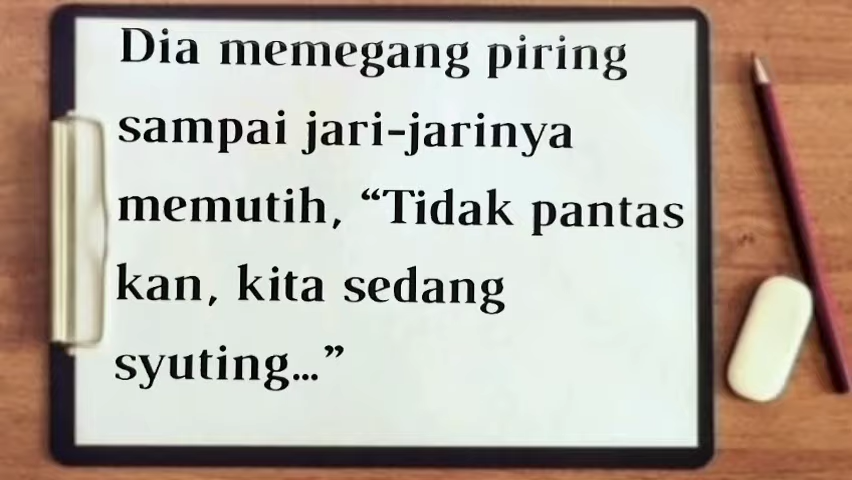 Dia memegang piring
sampai jari-jarinya
memutih, “Tidak pantas
kan, kita sedang
syuting...”